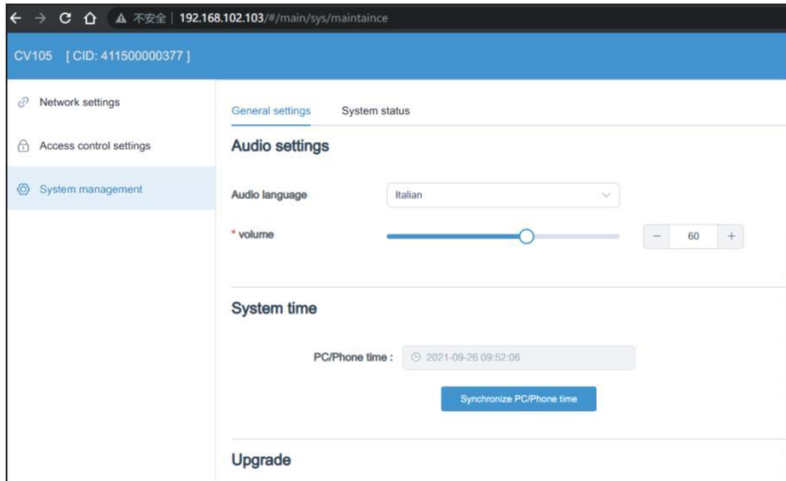 不安全 192.168.102.103/#/main/sys/maintaince
CV105 [ CID: 411500000377 ]
Network settings
Access control settings
System management
General settings System status
Audio settings
Audio language Italian
* volume 60
System time
PC/Phone time : 2021-09-26 09:52:06
Synchronize PC/Phone time
Upgrade